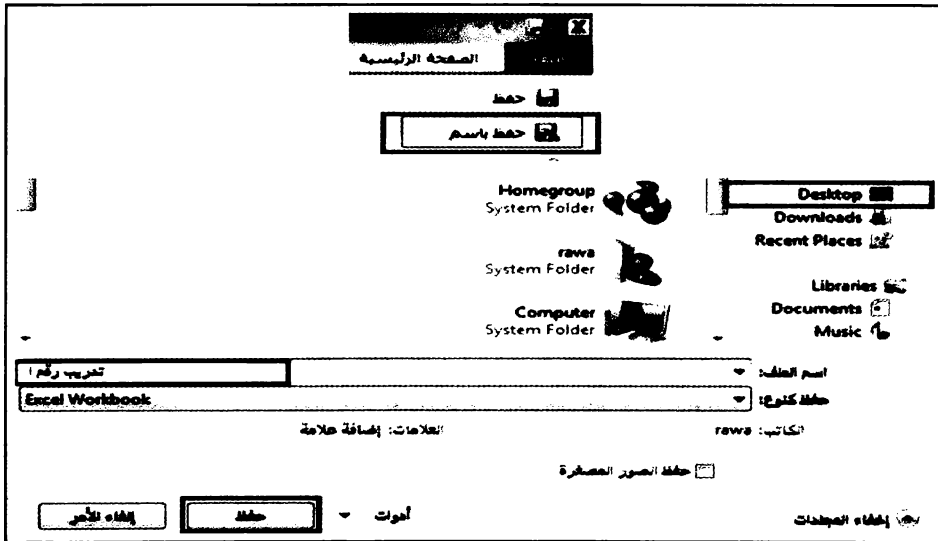 الصفحة الرئيسية
حفظ
حفظ باسم
Desktop
Downloads
Recent Places
Libraries
Documents
Music
Homegroup
System Folder
rawa
System Folder
Computer
System Folder
اسم الملف: تدريب رقم ١
حفظ كنوع: Excel Workbook
الكاتب: rawa العلامات: إضافة علامة
حفظ الصور المصغرة
إخفاء المجلدات أدوات حفظ إلغاء الأمر